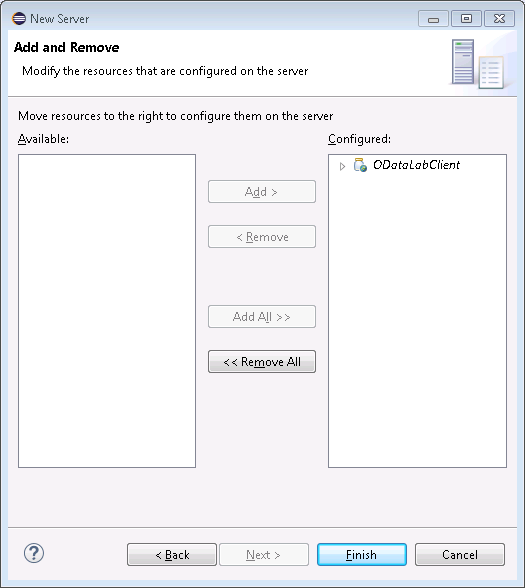 New Server
Add and Remove
Modify the resources that are configured on the server
Move resources to the right to configure them on the server
Available:
Configured:
ODataLabClient
Add >
< Remove
Add All >>
<< Remove All
?
< Back
Next >
Finish
Cancel